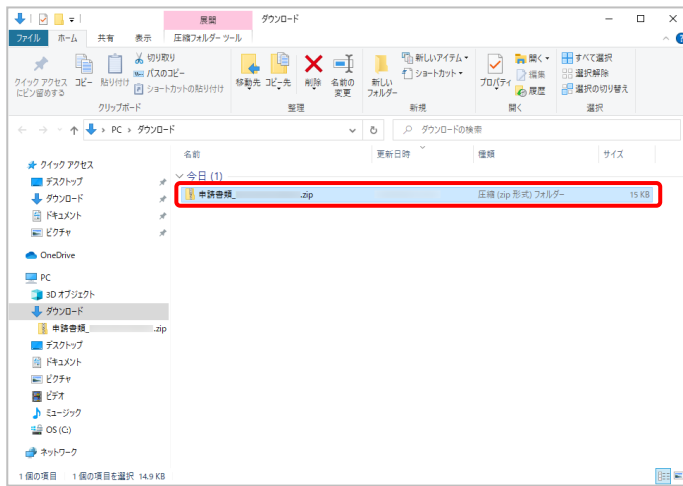 展開
ダウンロード
ファイル ホーム 共有 表示 圧縮フォルダー ツール
クイック アクセスにピン留めする
コピー
貼り付け
切り取り
パスのコピー
ショートカットの貼り付け
クリップボード
移動先
コピー先
削除
名前の変更
整理
新しいフォルダー
新しいアイテム
ショートカット
新規
プロパティ
開く
編集
履歴
開く
すべて選択
選択解除
選択の切り替え
選択
PC › ダウンロード
ダウンロードの検索
名前 更新日時 種類 サイズ
今日 (1)
申請書類_ .zip 圧縮 (zip 形式) フォルダー 15 KB
クイック アクセス
デスクトップ
ダウンロード
ドキュメント
ピクチャ
OneDrive
PC
3D オブジェクト
ダウンロード
申請書類_ .zip
デスクトップ
ドキュメント
ピクチャ
ビデオ
ミュージック
OS (C:)
ネットワーク
1 個の項目 1 個の項目を選択 14.9 KB